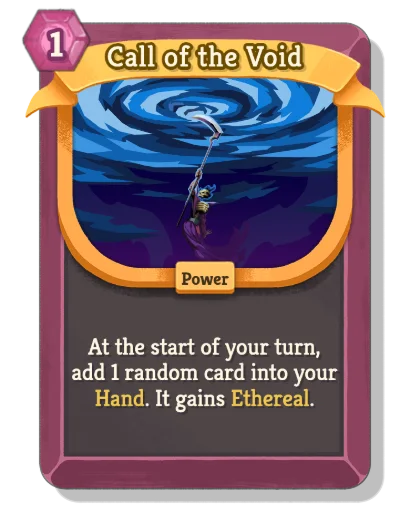 1
Call of the Void
Power
At the start of your turn,
add 1 random card into your
Hand. It gains Ethereal.